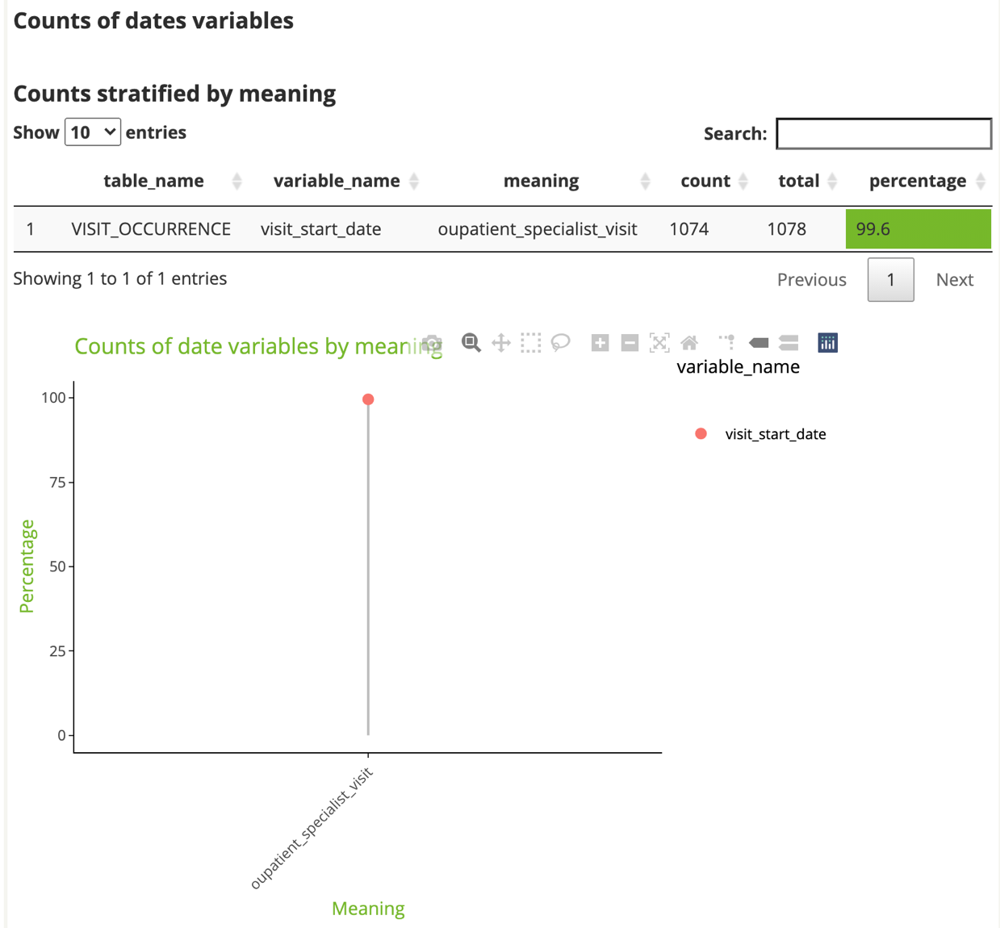 Counts of dates variables
Counts stratified by meaning
Show 10 entries
Search:
table_name variable_name meaning count total percentage
1 VISIT_OCCURRENCE visit_start_date oupatient_specialist_visit 1074 1078 99.6
Showing 1 to 1 of 1 entries
Previous 1 Next
Counts of date variables by meaning
variable_name
visit_start_date
100
75
50
25
0
Percentage
oupatient_specialist_visit
Meaning